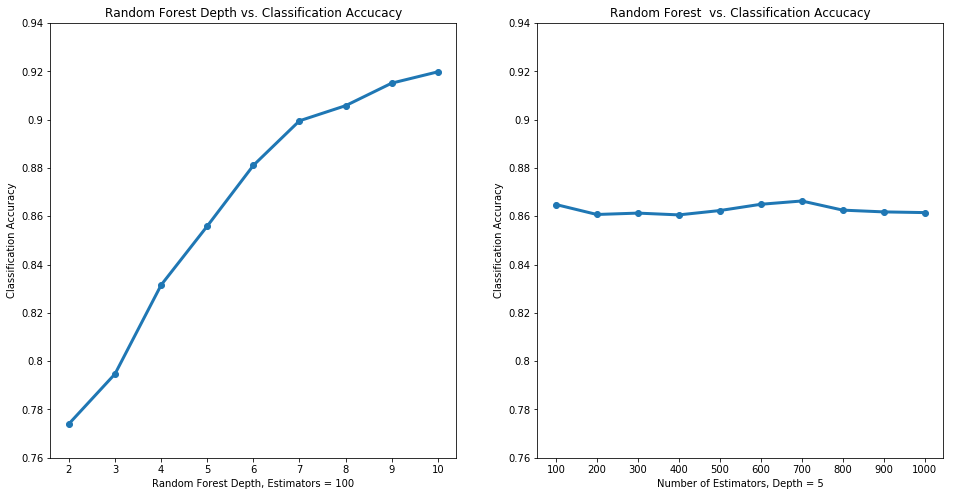 Random Forest Depth vs. Classification Accucacy
0.94
0.92
0.9
0.88
0.86
0.84
0.82
0.8
0.78
0.76
Classification Accuracy
2 3 4 5 6 7 8 9 10
Random Forest Depth, Estimators = 100
Random Forest  vs. Classification Accucacy
0.94
0.92
0.9
0.88
0.86
0.84
0.82
0.8
0.78
0.76
Classification Accuracy
100 200 300 400 500 600 700 800 900 1000
Number of Estimators, Depth = 5